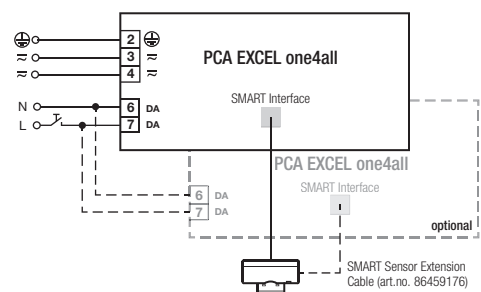 2
3 PCA EXCEL one4all
4
SMART Interface
N 6 DA
L 7 DA
PCA EXCEL one4all
6 DA SMART Interface
7 DA
optional
SMART Sensor Extension
Cable (art.no. 86459176)